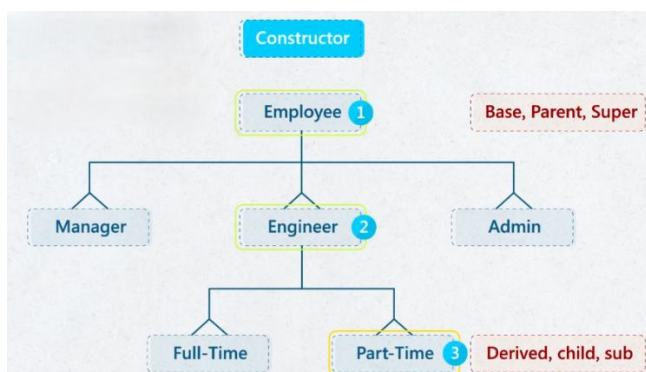 Constructor
Employee 1
Base, Parent, Super
Manager
Engineer 2
Admin
Full-Time
Part-Time 3
Derived, child, sub